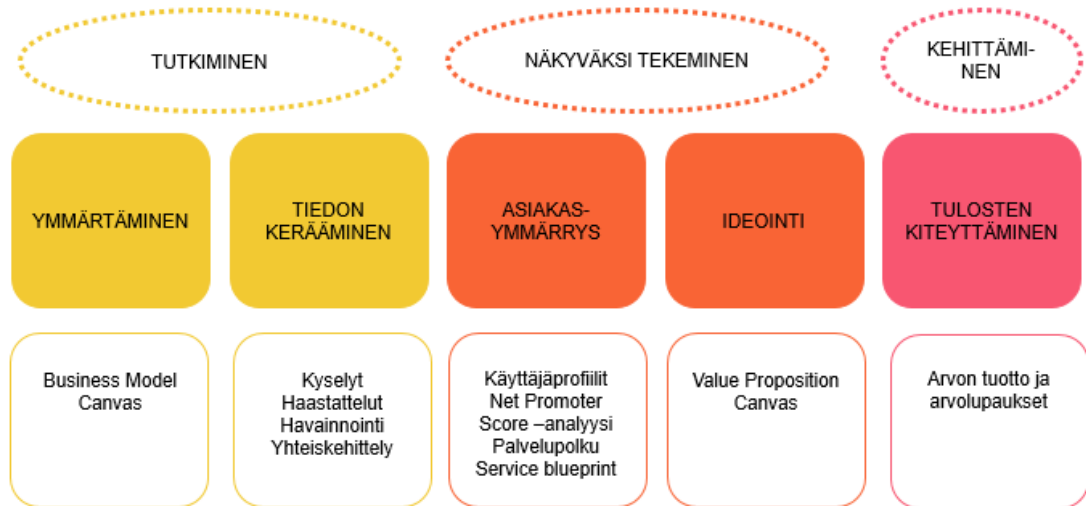 TUTKIMINEN
NÄKYVÄKSI TEKEMINEN
KEHITTÄMI-
NEN
YMMÄRTÄMINEN
TIEDON
KERÄÄMINEN
ASIAKAS-
YMMÄRRYS
IDEOINTI
TULOSTEN
KITEYTTÄMINEN
Business Model
Canvas
Kyselyt
Haastattelut
Havainnointi
Yhteiskehittely
Käyttäjäprofiilit
Net Promoter
Score –analyysi
Palvelupolku
Service blueprint
Value Proposition
Canvas
Arvon tuotto ja
arvolupaukset